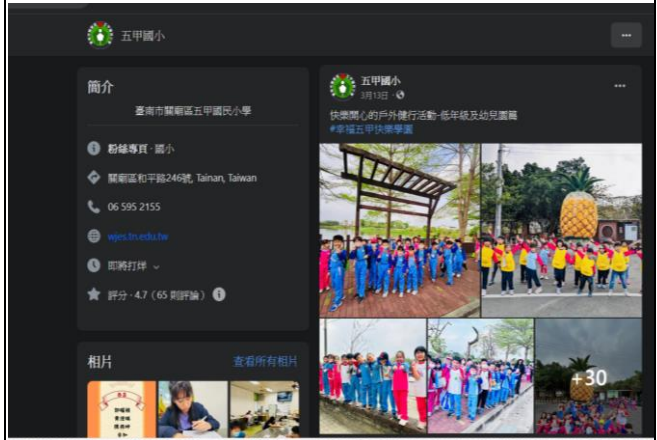 五甲國小
簡介
臺南市關廟區五甲國民小學
粉絲專頁 · 國小
關廟區和平路246號, Tainan, Taiwan
06 595 2155
wjes.tn.edu.tw
即將打烊
評分 · 4.7（65 則評論）
相片
查看所有相片
五甲國小
3月13日
快樂開心的戶外健行活動-低年級及幼兒園篇
#幸福五甲快樂學園
+30